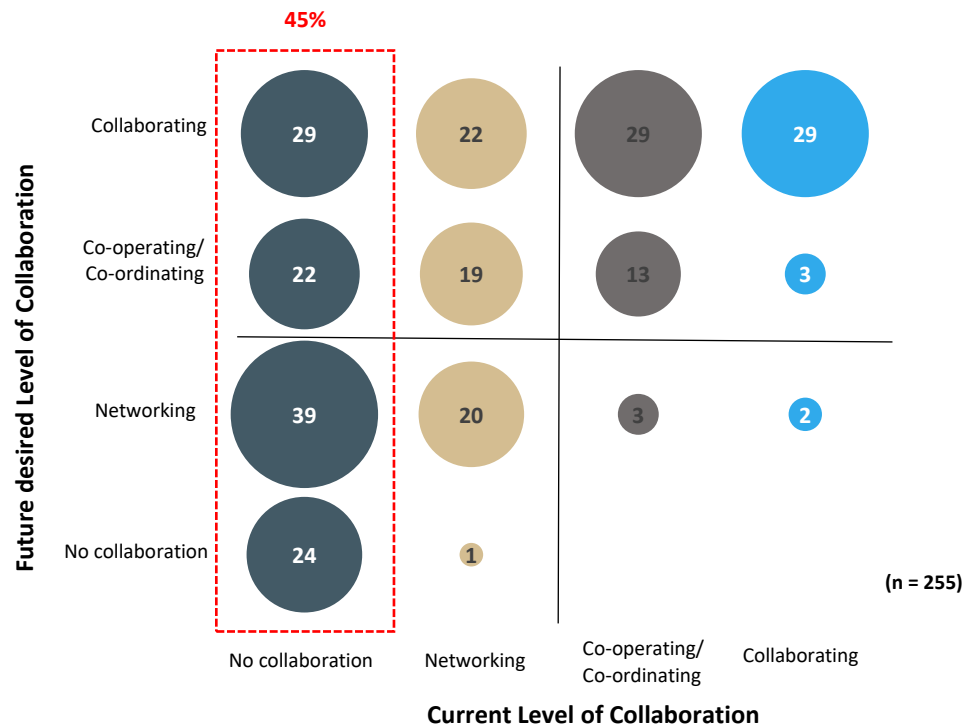 45%
Future desired Level of Collaboration
Collaborating
29
22
29
29
Co-operating/
Co-ordinating
22
19
13
3
Networking
39
20
3
2
No collaboration
24
1
(n = 255)
No collaboration
Networking
Co-operating/
Co-ordinating
Collaborating
Current Level of Collaboration